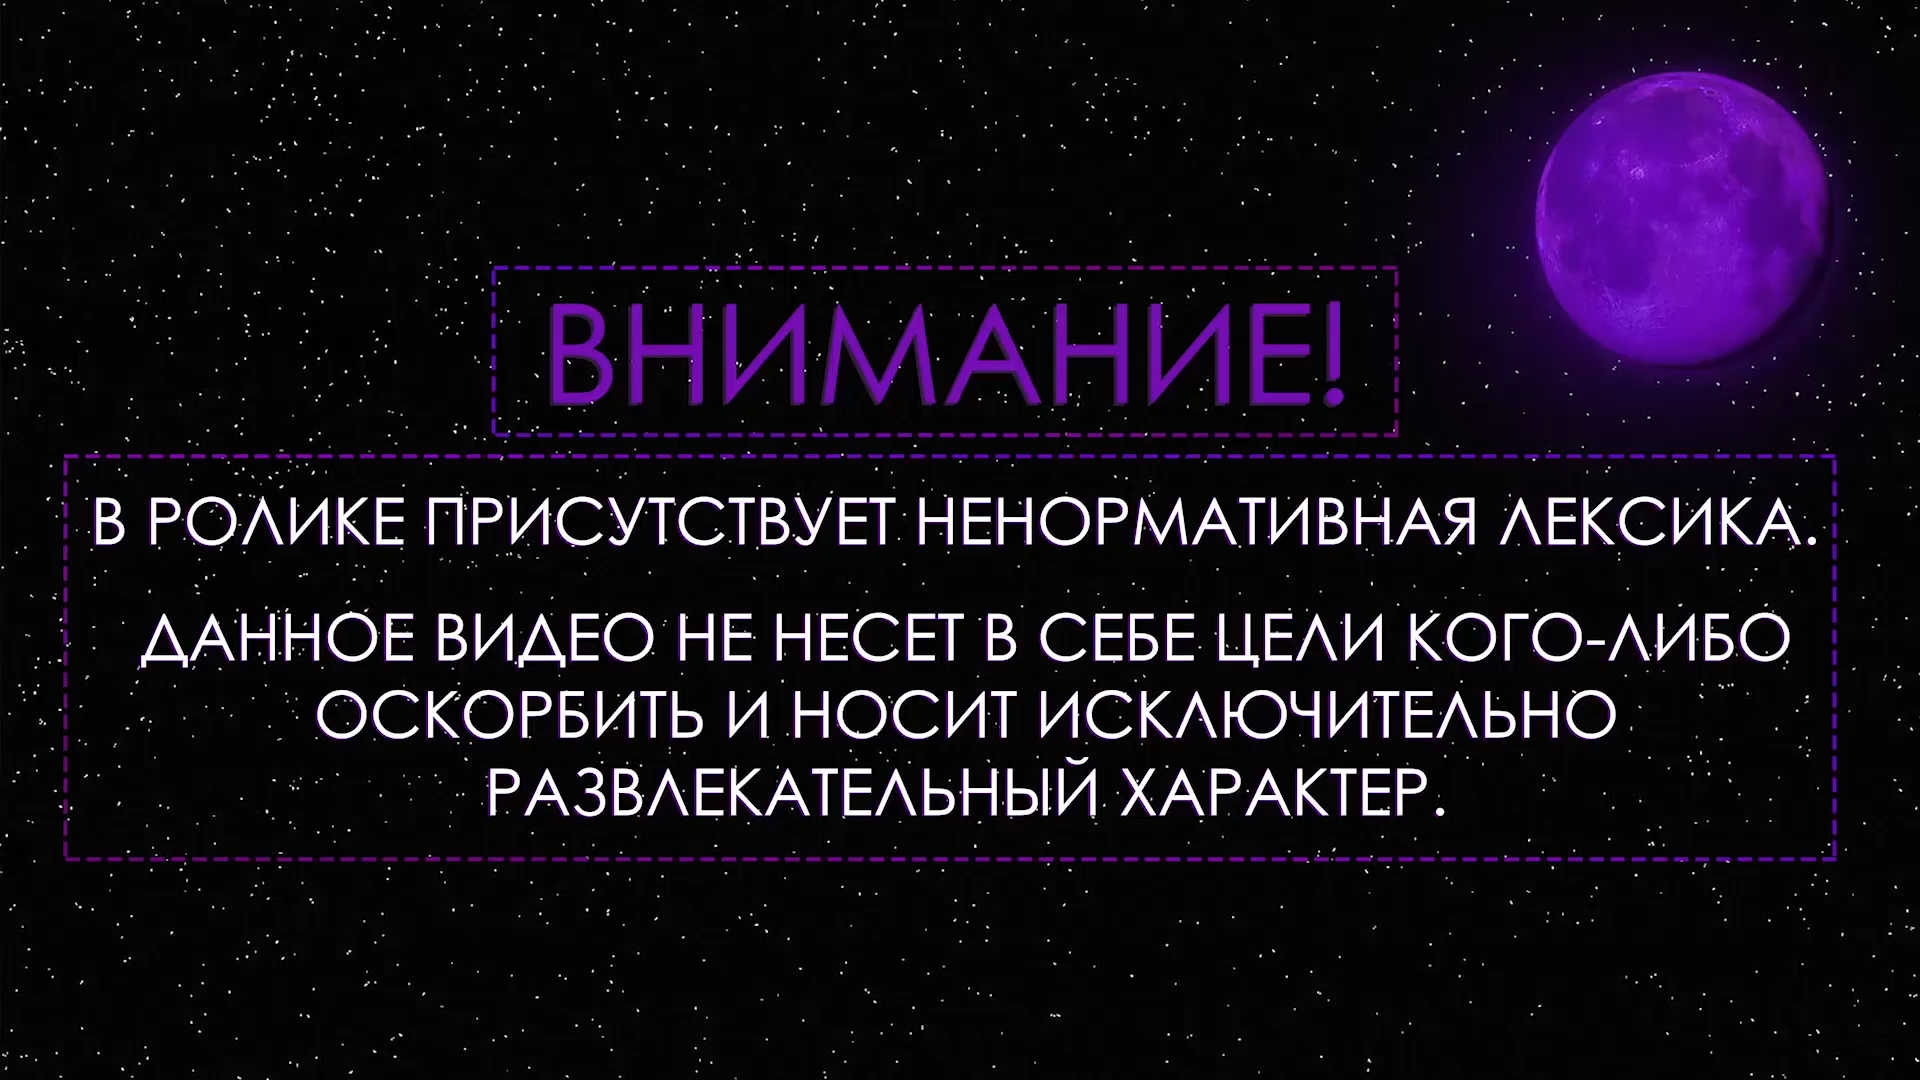 ВНИМАНИЕ!
В РОЛИКЕ ПРИСУТСТВУЕТ НЕНОРМАТИВНАЯ ЛЕКСИКА.
ДАННОЕ ВИДЕО НЕ НЕСЕТ В СЕБЕ ЦЕЛИ КОГО-ЛИБО
ОСКОРБИТЬ И НОСИТ ИСКЛЮЧИТЕЛЬНО
РАЗВЛЕКАТЕЛЬНЫЙ ХАРАКТЕР.